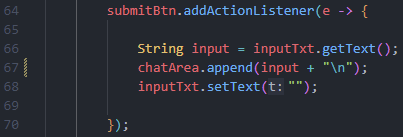 64 submitBtn.addActionListener(e -> {
65
66 String input = inputTxt.getText();
67 chatArea.append(input + "\n");
68 inputTxt.setText(t: "");
69
70 });